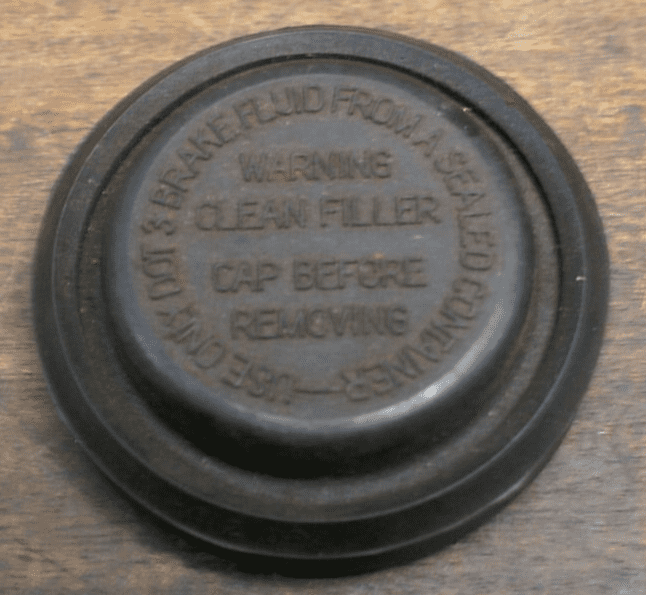 USE ONLY DOT 3 BRAKE FLUID FROM A SEALED CONTAINER—
WARNING
CLEAN FILLER
CAP BEFORE
REMOVING